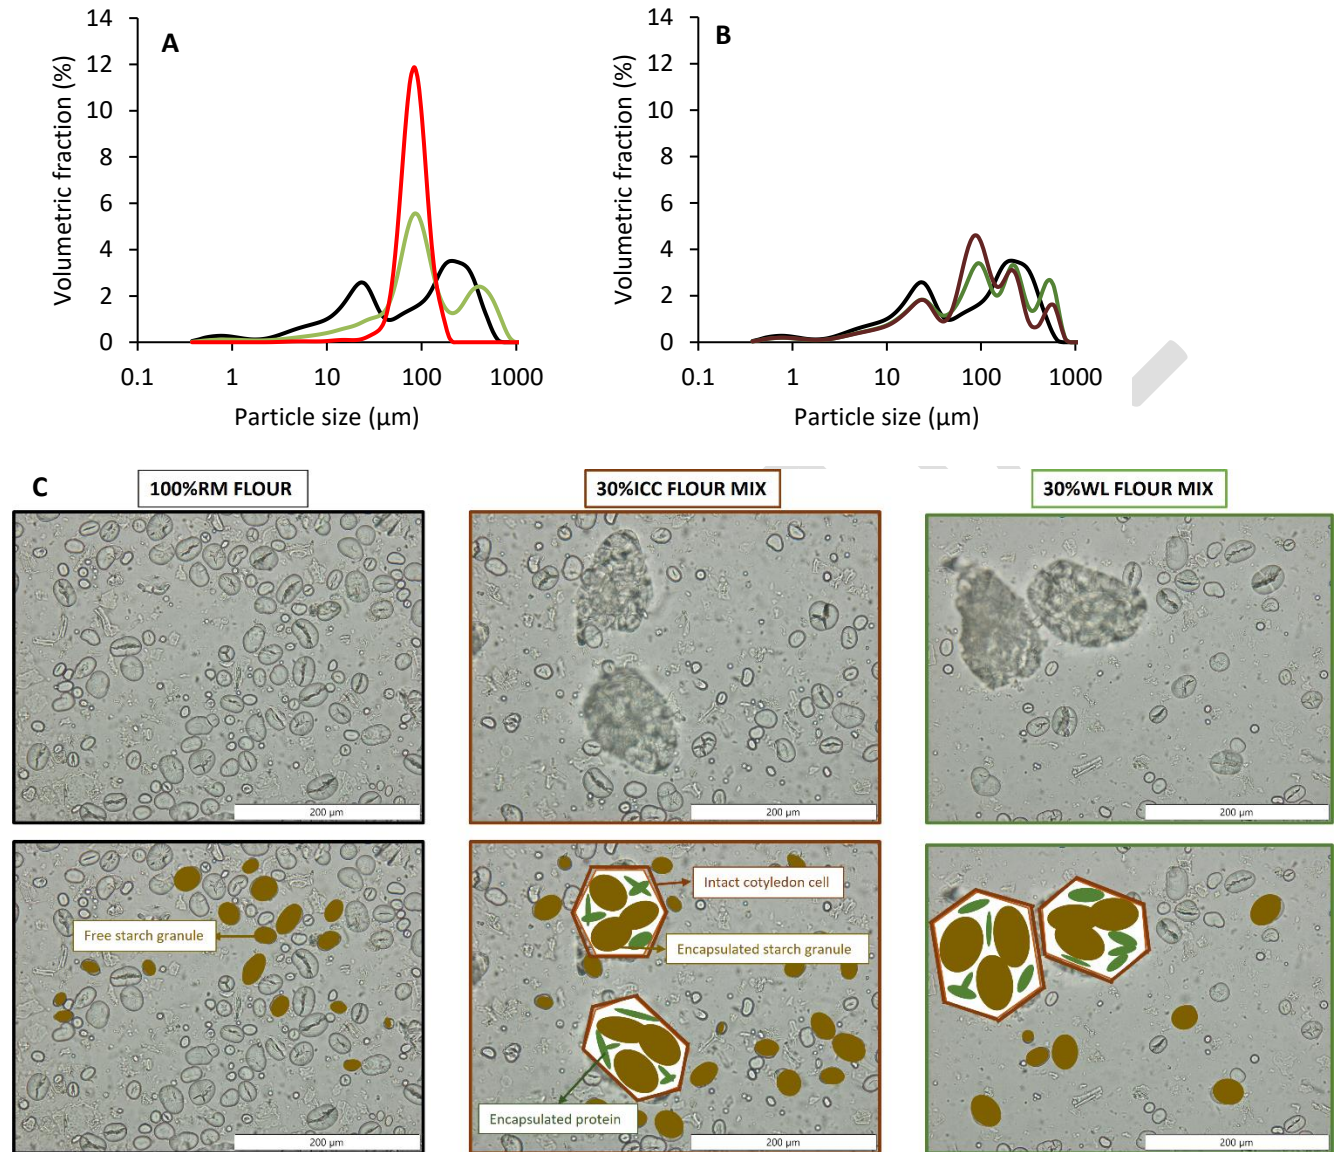 A
Volumetric fraction (%)
14
12
10
8
6
4
2
0
0.1 1 10 100 1000
Particle size (µm)
B
Volumetric fraction (%)
14
12
10
8
6
4
2
0
0.1 1 10 100 1000
Particle size (µm)
C
100%RM FLOUR
30%ICC FLOUR MIX
30%WL FLOUR MIX
200 µm
200 µm
200 µm
Free starch granule
200 µm
Intact cotyledon cell
Encapsulated starch granule
Encapsulated protein
200 µm
200 µm